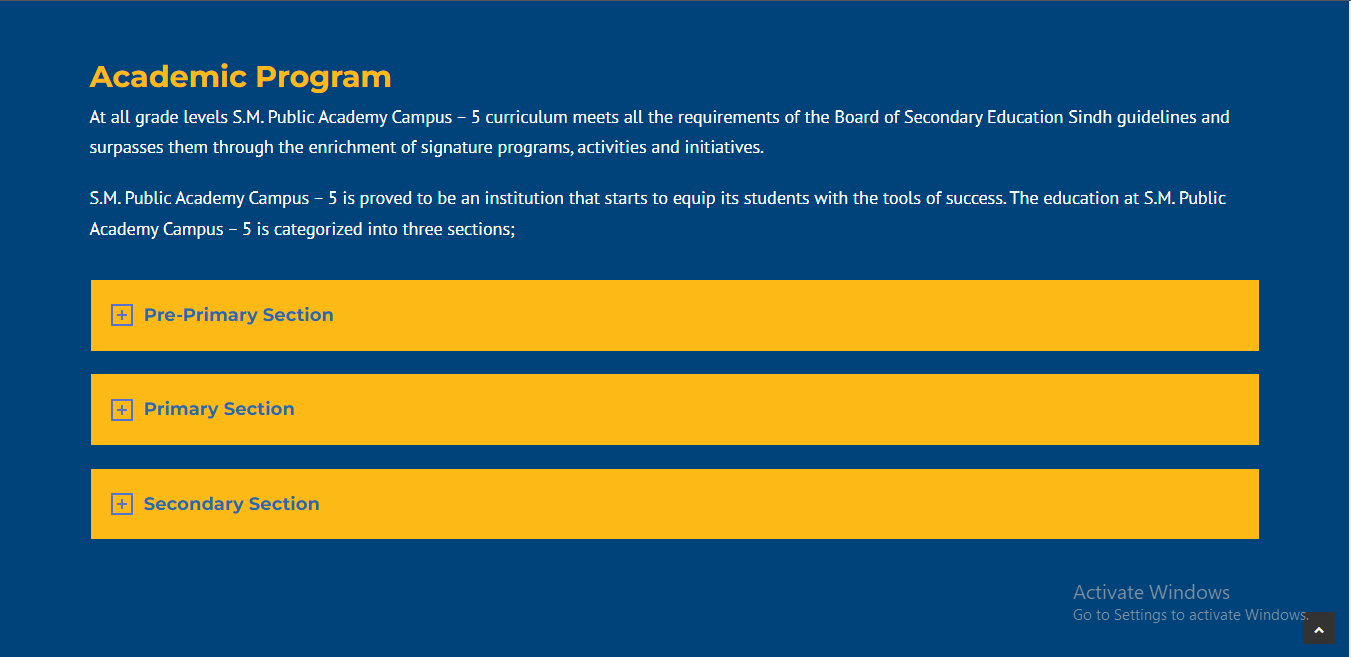 Academic Program
At all grade levels S.M. Public Academy Campus – 5 curriculum meets all the requirements of the Board of Secondary Education Sindh guidelines and
surpasses them through the enrichment of signature programs, activities and initiatives.
S.M. Public Academy Campus – 5 is proved to be an institution that starts to equip its students with the tools of success. The education at S.M. Public
Academy Campus – 5 is categorized into three sections;
Pre-Primary Section
Primary Section
Secondary Section
Activate Windows
Go to Settings to activate Windows.